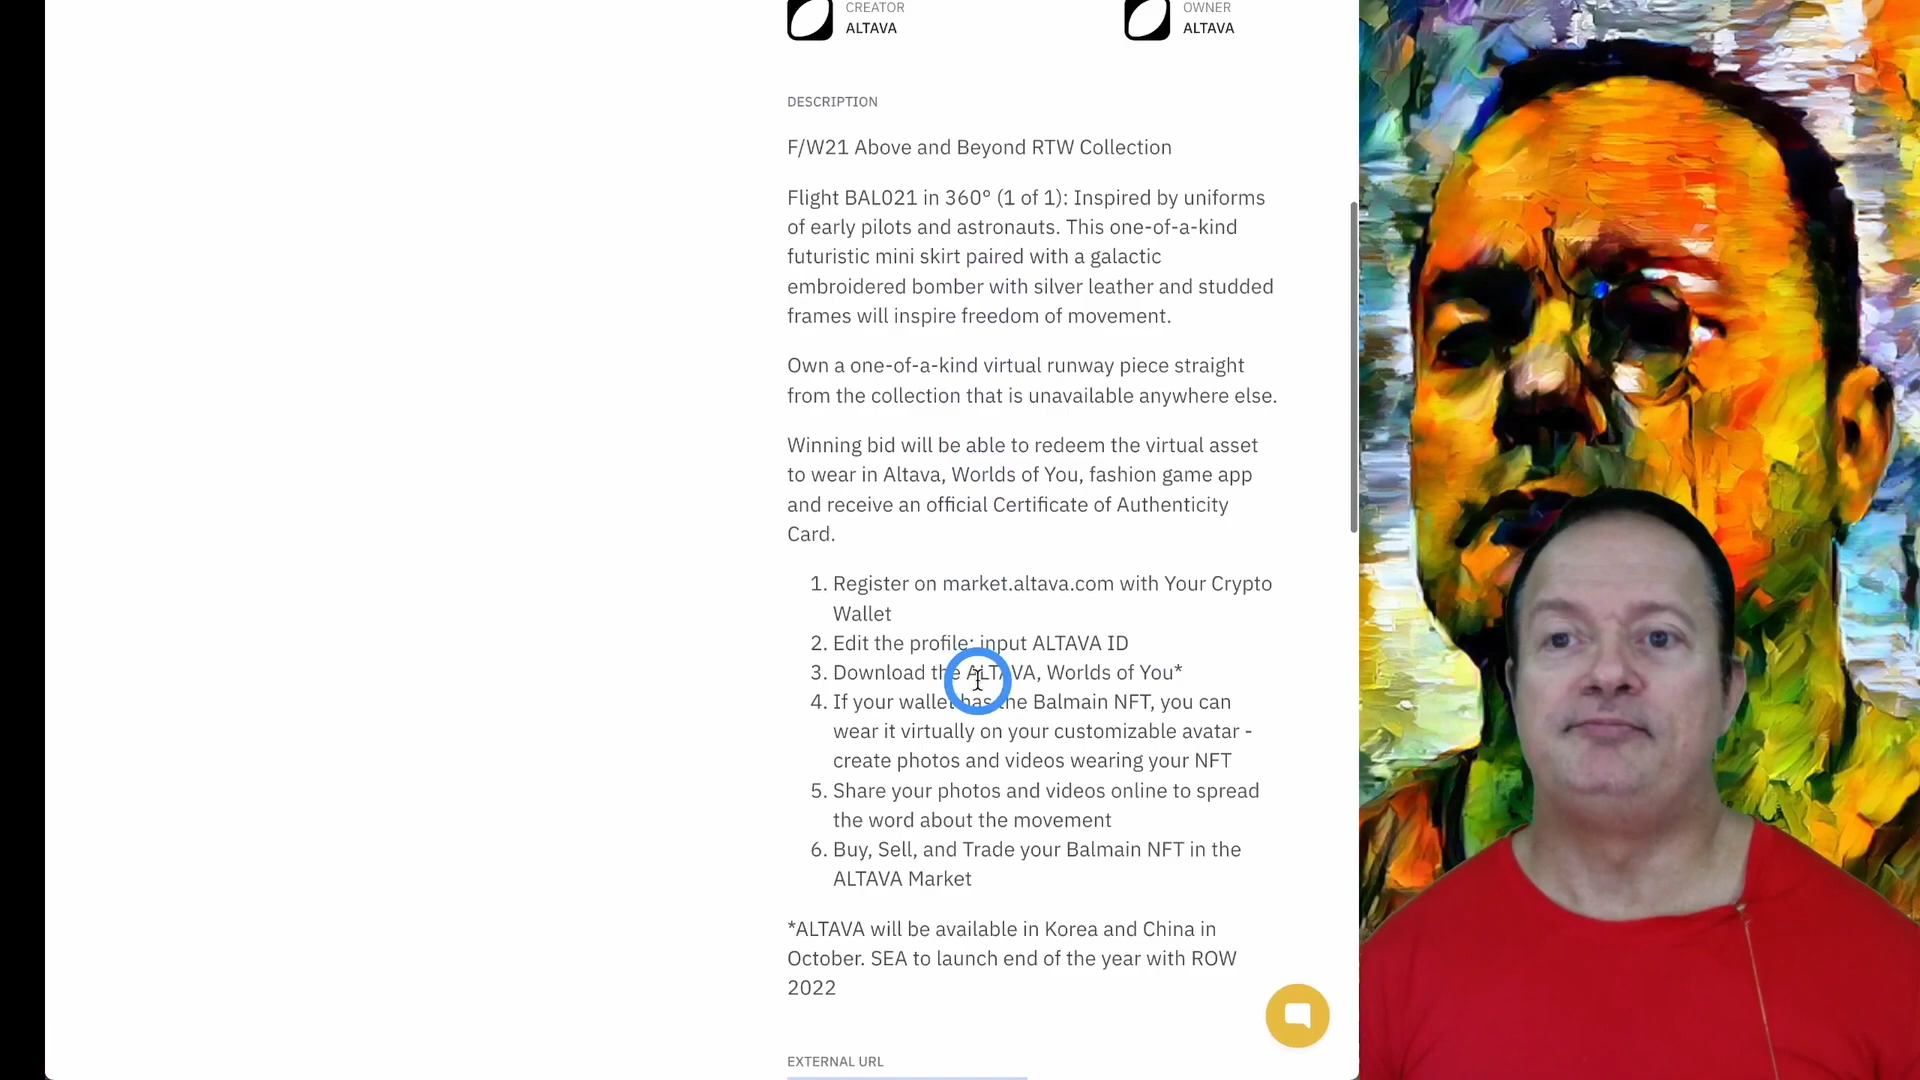 CREATOR
ALTAVA
OWNER
ALTAVA
DESCRIPTION
F/W21 Above and Beyond RTW Collection
Flight BAL021 in 360° (1 of 1): Inspired by uniforms
of early pilots and astronauts. This one-of-a-kind
futuristic mini skirt paired with a galactic
embroidered bomber with silver leather and studded
frames will inspire freedom of movement.
Own a one-of-a-kind virtual runway piece straight
from the collection that is unavailable anywhere else.
Winning bid will be able to redeem the virtual asset
to wear in Altava, Worlds of You, fashion game app
and receive an official Certificate of Authenticity
Card.
1. Register on market.altava.com with Your Crypto
Wallet
2. Edit the profile: input ALTAVA ID
3. Download the ALTAVA, Worlds of You*
4. If your wallet has the Balmain NFT, you can
wear it virtually on your customizable avatar -
create photos and videos wearing your NFT
5. Share your photos and videos online to spread
the word about the movement
6. Buy, Sell, and Trade your Balmain NFT in the
ALTAVA Market
*ALTAVA will be available in Korea and China in
October. SEA to launch end of the year with ROW
2022
EXTERNAL URL